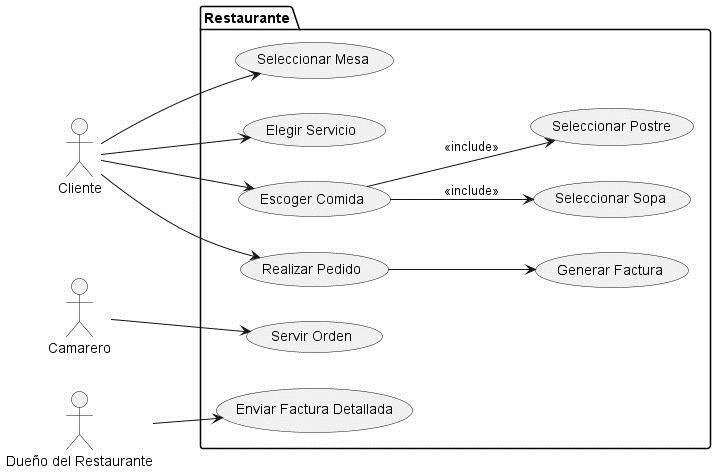 Restaurante
Seleccionar Mesa
Elegir Servicio
Seleccionar Postre
«include»
Cliente
Escoger Comida
«include»
Seleccionar Sopa
Realizar Pedido
Generar Factura
Camarero
Servir Orden
Enviar Factura Detallada
Dueño del Restaurante